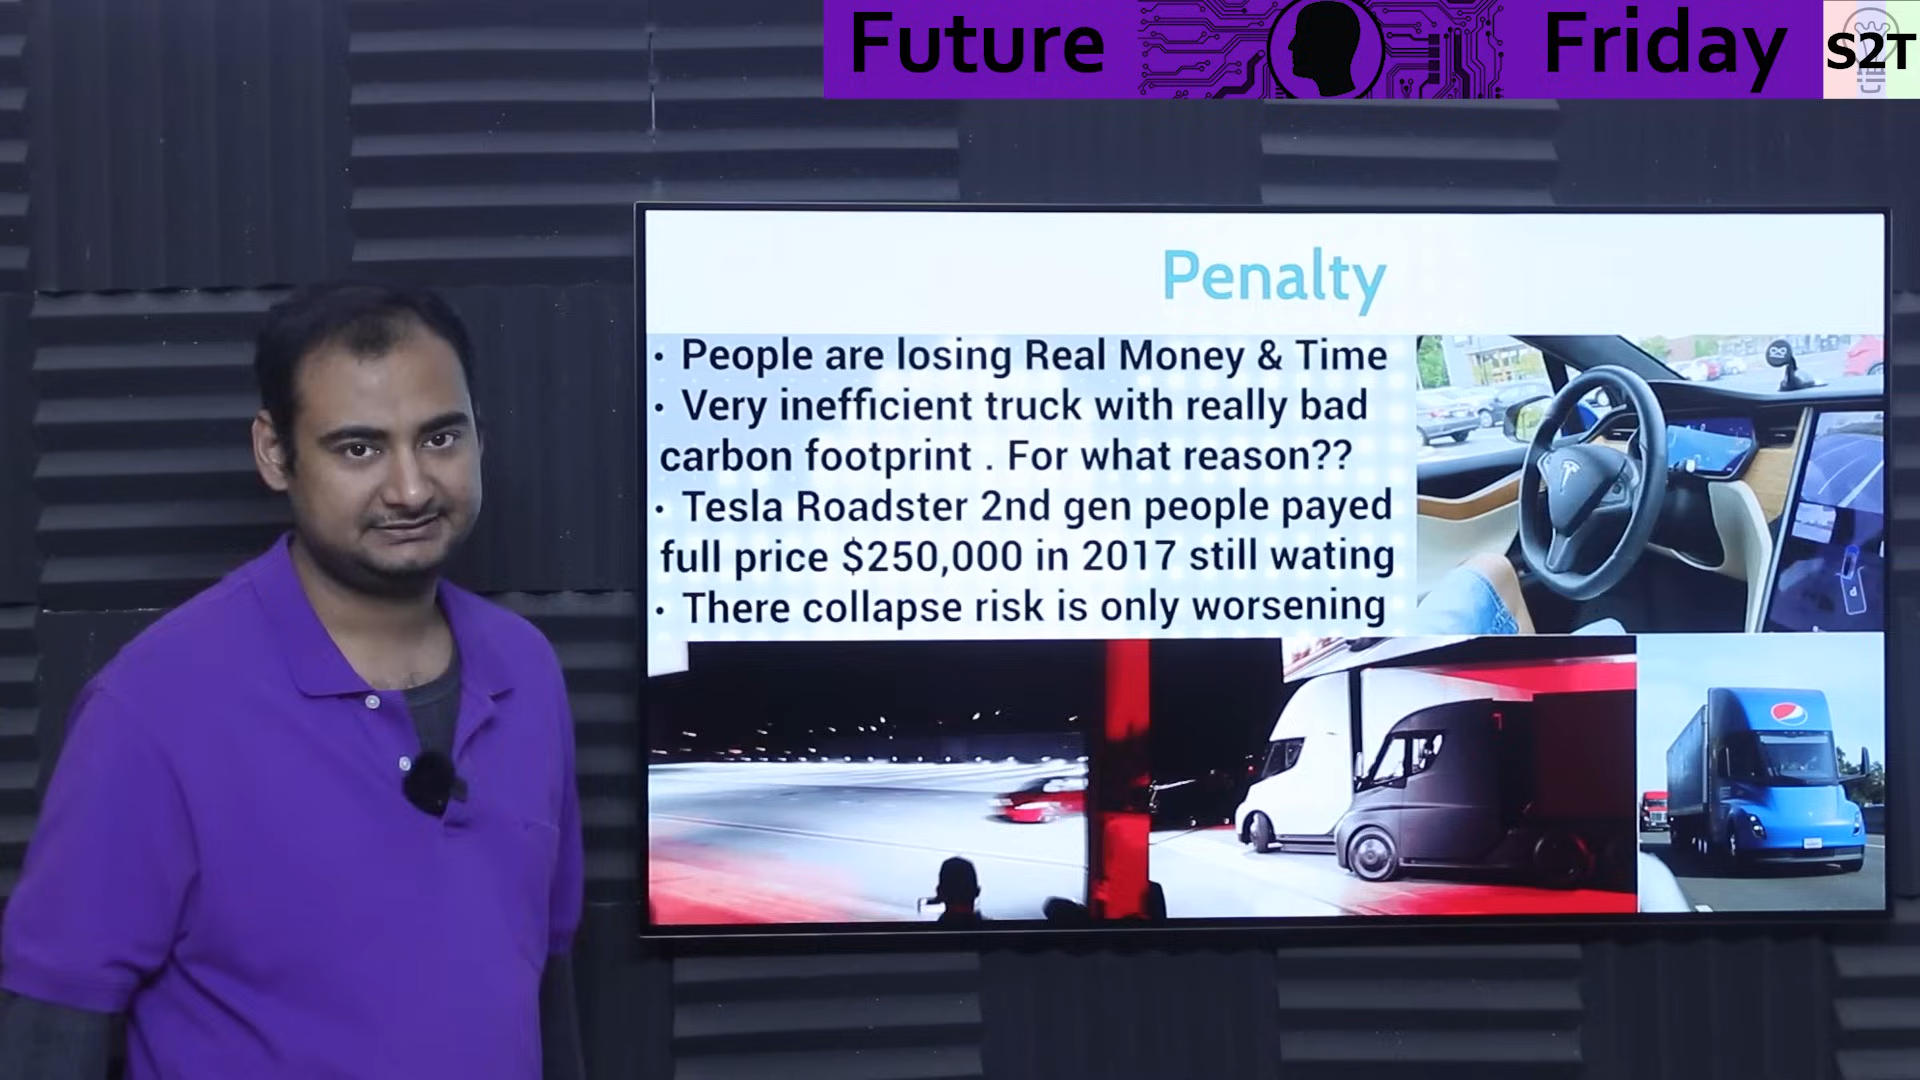 Future Friday S2T
Penalty
• People are losing Real Money & Time
• Very inefficient truck with really bad
carbon footprint . For what reason??
• Tesla Roadster 2nd gen people payed
full price $250,000 in 2017 still wating
• There collapse risk is only worsening